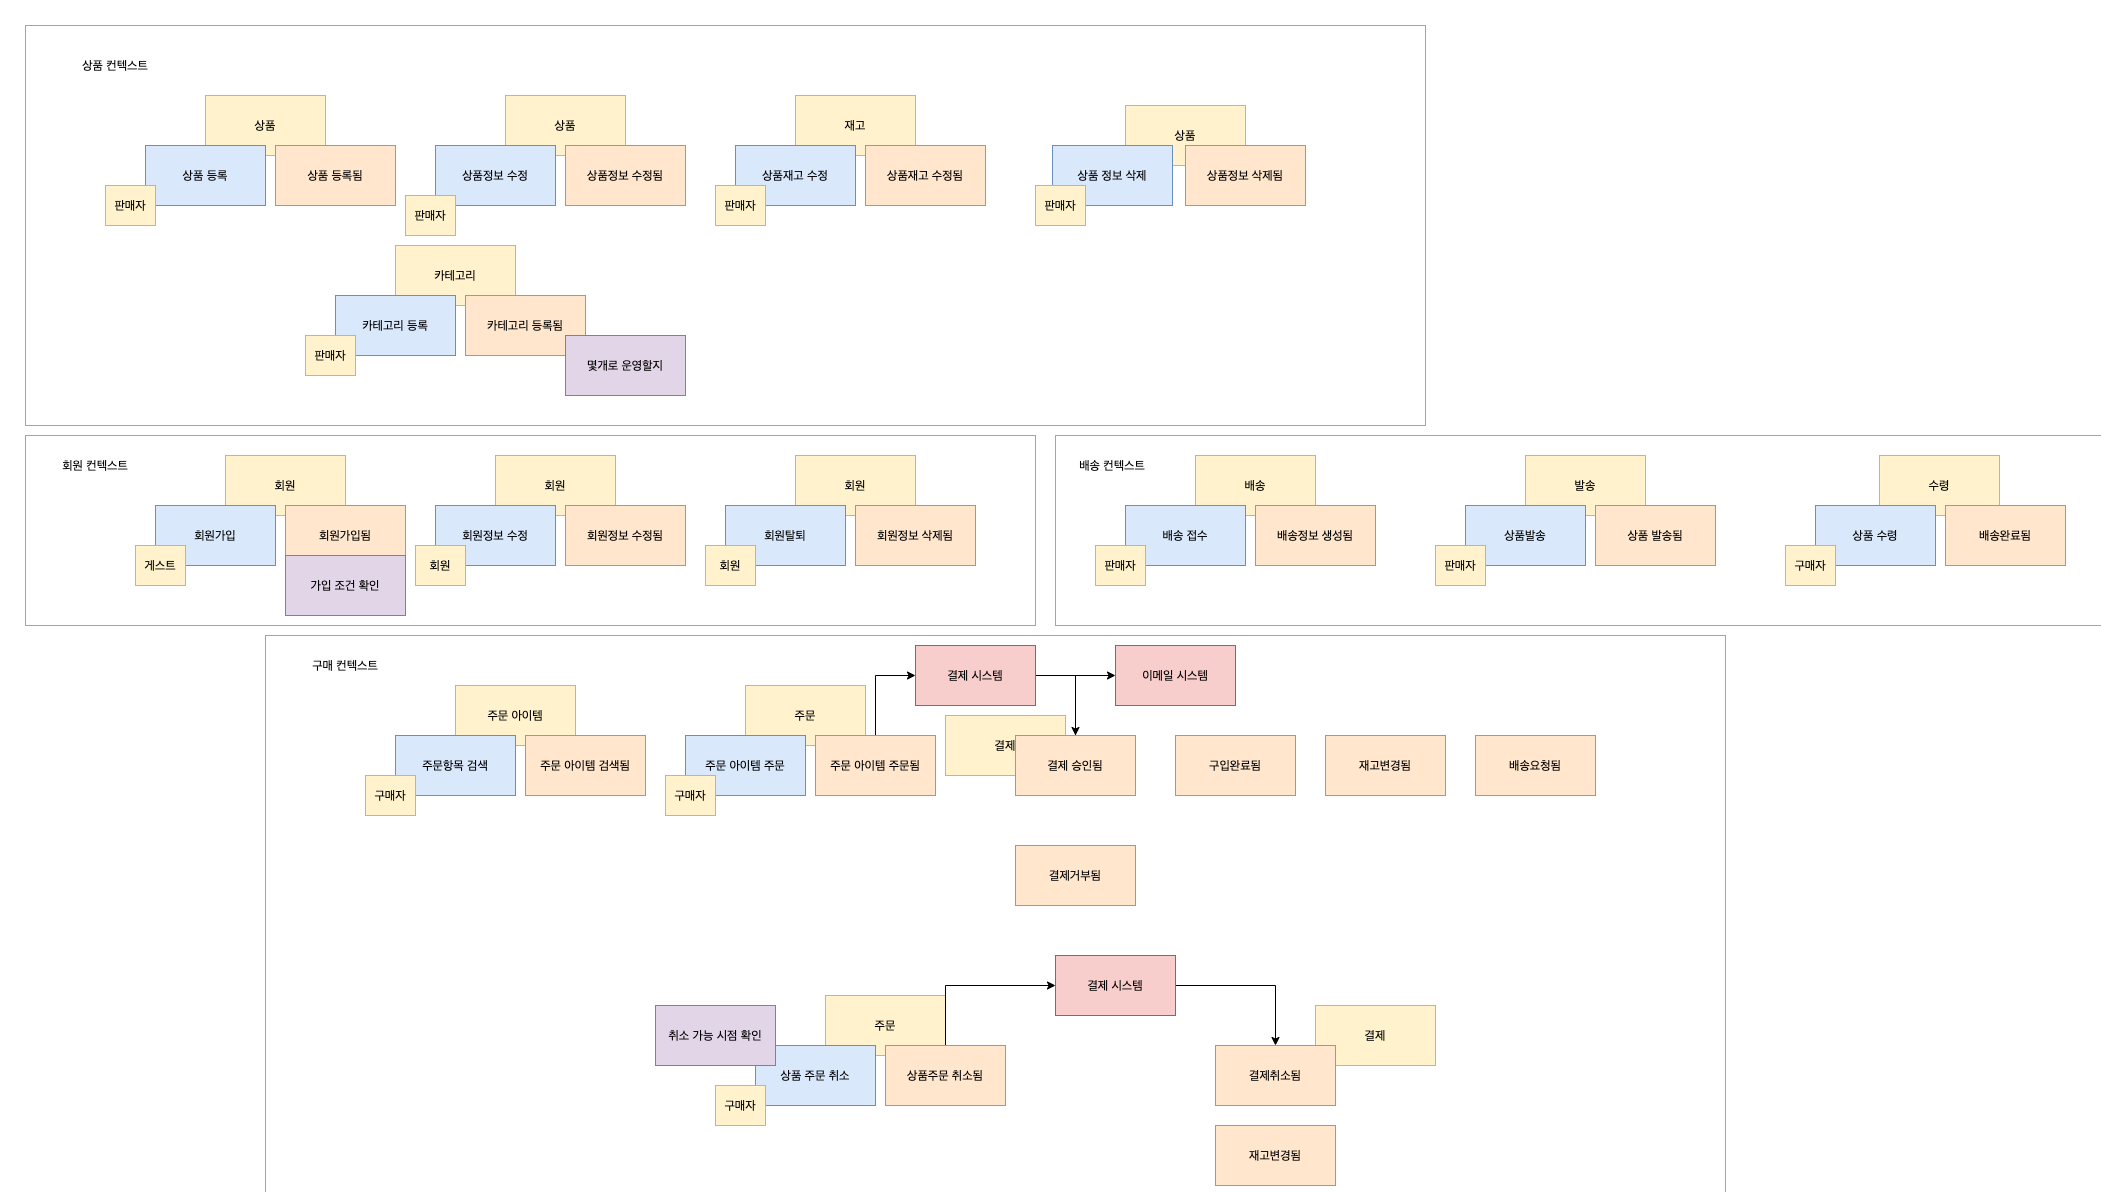 상품 컨텍스트
상품
상품 등록
상품 등록됨
판매자
상품
상품정보 수정
상품정보 수정됨
판매자
재고
상품재고 수정
상품재고 수정됨
판매자
상품
상품 정보 삭제
상품정보 삭제됨
판매자
카테고리
카테고리 등록
카테고리 등록됨
판매자
몇개로 운영할지
회원 컨텍스트
회원
회원가입
회원가입됨
게스트
가입 조건 확인
회원
회원정보 수정
회원정보 수정됨
회원
회원
회원탈퇴
회원정보 삭제됨
회원
배송 컨텍스트
배송
배송 접수
배송정보 생성됨
판매자
발송
상품발송
상품 발송됨
판매자
수령
상품 수령
배송완료됨
구매자
구매 컨텍스트
주문 아이템
주문항목 검색
주문 아이템 검색됨
구매자
주문
주문 아이템 주문
주문 아이템 주문됨
구매자
결제 시스템
이메일 시스템
결제
결제 승인됨
구입완료됨
재고변경됨
배송요청됨
결제거부됨
취소 가능 시점 확인
주문
상품 주문 취소
상품주문 취소됨
구매자
결제 시스템
결제
결제취소됨
재고변경됨